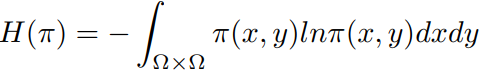 H(π) = − ∫_{Ω×Ω} π(x, y)lnπ(x, y)dxdy